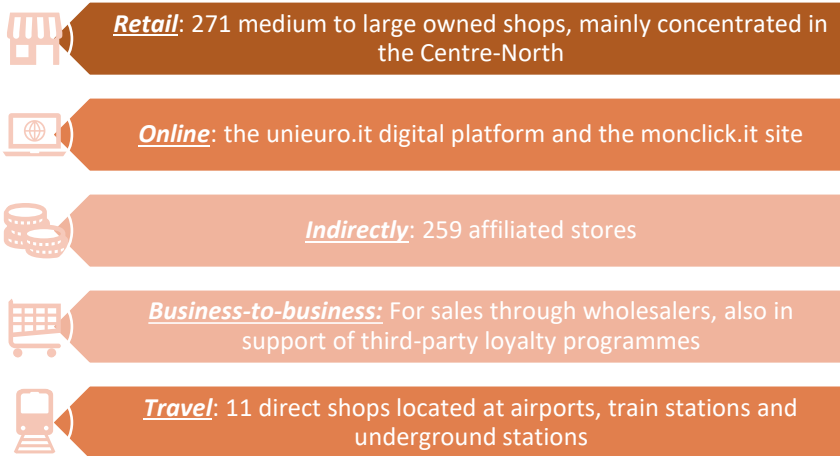 Retail: 271 medium to large owned shops, mainly concentrated in
the Centre-North
Online: the unieuro.it digital platform and the monclick.it site
Indirectly: 259 affiliated stores
Business-to-business: For sales through wholesalers, also in
support of third-party loyalty programmes
Travel: 11 direct shops located at airports, train stations and
underground stations